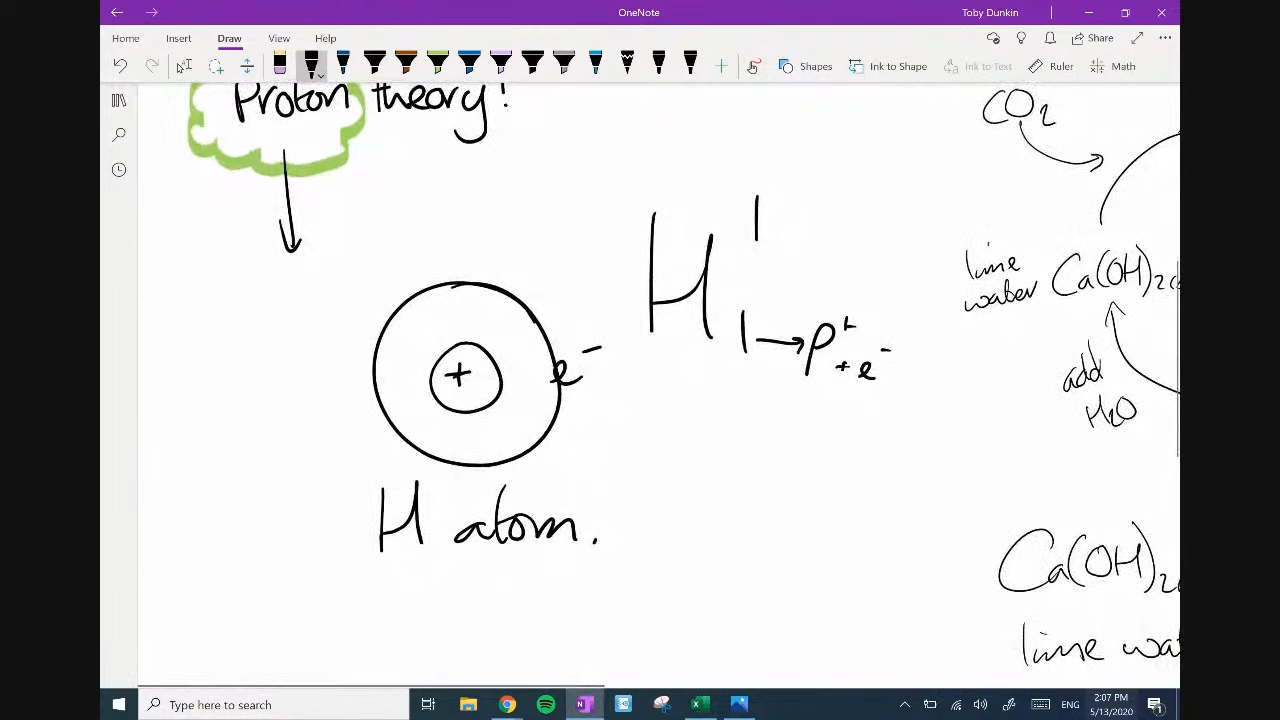 OneNote
Toby Dunkin
Home Insert Draw View Help
Share
Shapes Ink to Shape Ink to Text Ruler Math
Proton theory!
CO2
H 1
1 → p+
+ e-
+ e-
H atom.
lime
water Ca(OH)2
add
H2O
Ca(OH)2
lime wat
Type here to search
ENG
2:07 PM
5/13/2020
1